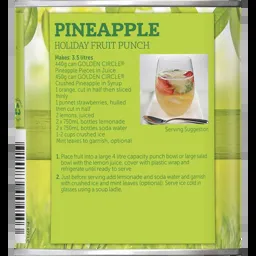 PINEAPPLE
HOLIDAY FRUIT PUNCH
Makes: 3.5 litres
440g can GOLDEN CIRCLE®
Pineapple Pieces in Juice
450g can GOLDEN CIRCLE®
Crushed Pineapple in Syrup
1 orange, cut in half then sliced
thinly
1 punnet strawberries, hulled
then cut in half
2 lemons, juiced
2 x 750mL bottles lemonade
2 x 750mL bottles soda water
1-2 cups crushed ice
Mint leaves to garnish (optional)
Serving Suggestion
1. Place fruit into a large 4 litre capacity punch bowl or large salad
bowl with the lemon juice, cover with plastic wrap and
refrigerate until ready to serve.
2. Just before serving add lemonade and soda water and garnish
with crushed ice and mint leaves, (optional). Serve ice cold in
glasses using a soup ladle.